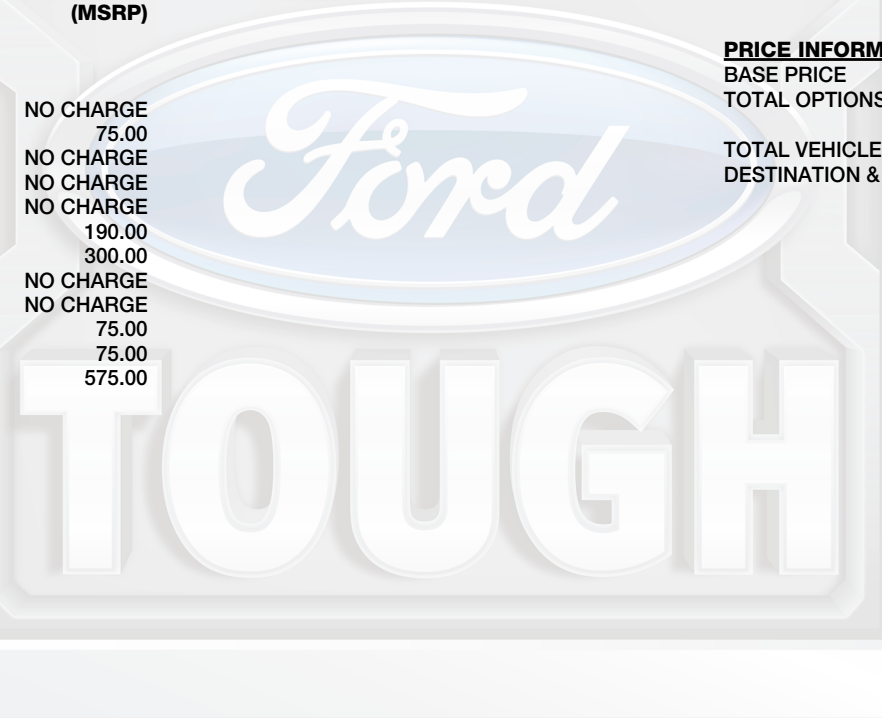 (MSRP)
NO CHARGE
75.00
NO CHARGE
NO CHARGE
NO CHARGE
190.00
300.00
NO CHARGE
NO CHARGE
75.00
75.00
575.00
PRICE INFORM
BASE PRICE
TOTAL OPTIONS
TOTAL VEHICLE
DESTINATION &
Ford
TOUGH